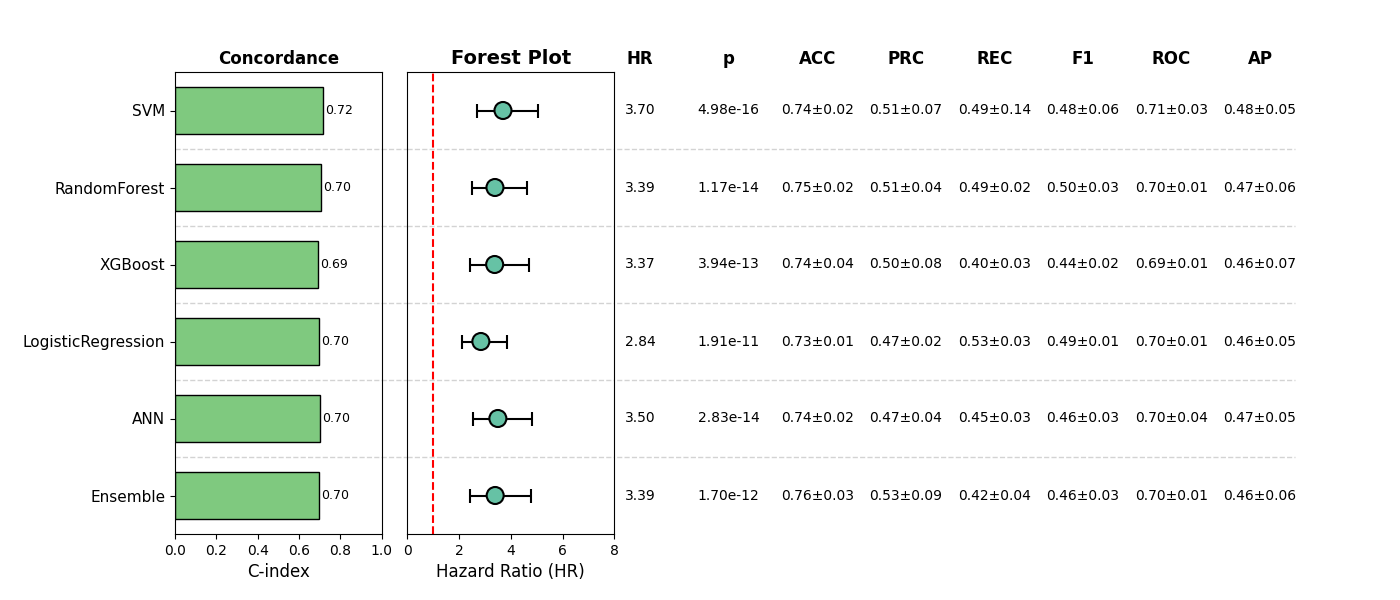 Concordance Forest Plot HR p ACC PRC REC F1 ROC AP
SVM 0.72 3.70 4.98e-16 0.74±0.02 0.51±0.07 0.49±0.14 0.48±0.06 0.71±0.03 0.48±0.05
RandomForest 0.70 3.39 1.17e-14 0.75±0.02 0.51±0.04 0.49±0.02 0.50±0.03 0.70±0.01 0.47±0.06
XGBoost 0.69 3.37 3.94e-13 0.74±0.04 0.50±0.08 0.40±0.03 0.44±0.02 0.69±0.01 0.46±0.07
LogisticRegression 0.70 2.84 1.91e-11 0.73±0.01 0.47±0.02 0.53±0.03 0.49±0.01 0.70±0.01 0.46±0.05
ANN 0.70 3.50 2.83e-14 0.74±0.02 0.47±0.04 0.45±0.03 0.46±0.03 0.70±0.04 0.47±0.05
Ensemble 0.70 3.39 1.70e-12 0.76±0.03 0.53±0.09 0.42±0.04 0.46±0.03 0.70±0.01 0.46±0.06
0.0 0.2 0.4 0.6 0.8 1.0 0 2 4 6 8
C-index Hazard Ratio (HR)